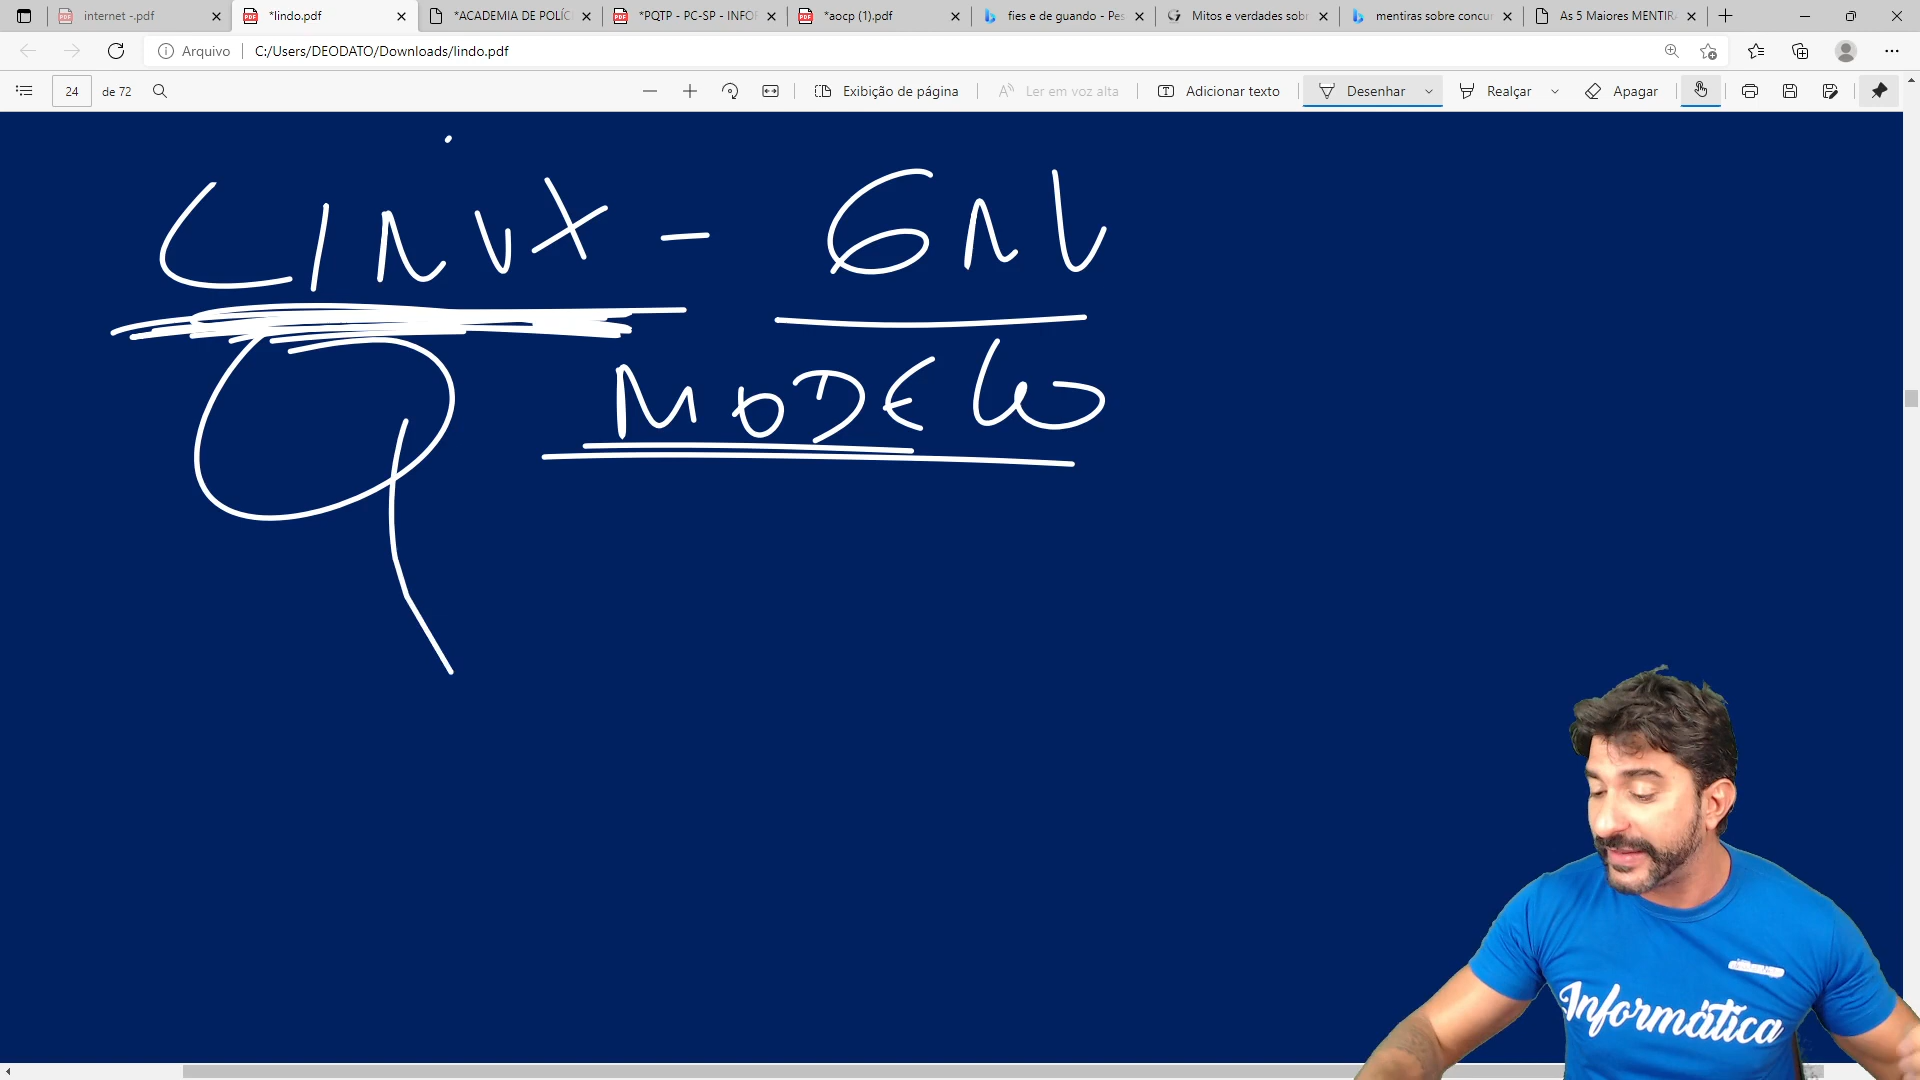 internet -.pdf
*lindo.pdf
*ACADEMIA DE POLÍC
*PQTP - PC-SP - INFO
*aocp (1).pdf
fies e de guando - Pes
Mitos e verdades sobr
mentiras sobre concur
As 5 Maiores MENTIRA
Arquivo
C:/Users/DEODATO/Downloads/lindo.pdf
24
de 72
Exibição de página
Ler em voz alta
Adicionar texto
Desenhar
Realçar
Apagar
LINUX - GNU
MODELO
Informática